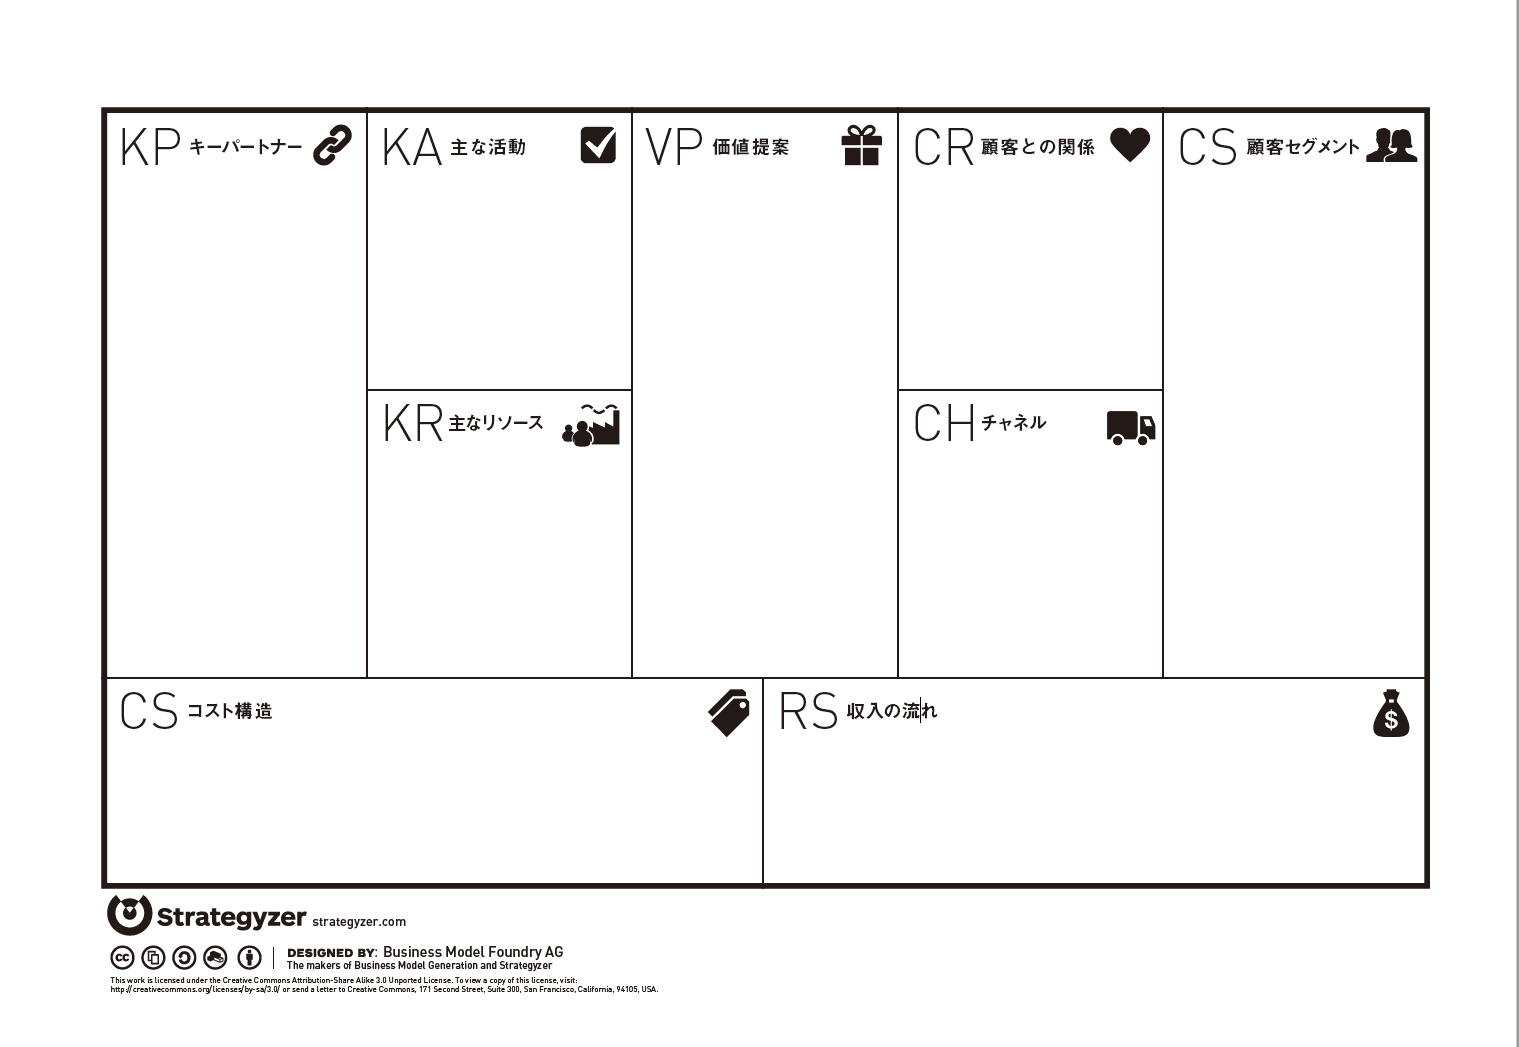 KP キーパートナー
KA 主な活動
VP 価値提案
CR 顧客との関係
CS 顧客セグメント
KR 主なリソース
CH チャネル
CS コスト構造
RS 収入の流れ
$
Strategyzer strategyzer.com
cc
DESIGNED BY: Business Model Foundry AG
The makers of Business Model Generation and Strategyzer
This work is licensed under the Creative Commons Attribution-Share Alike 3.0 Unported License. To view a copy of this license, visit:
http://creativecommons.org/licenses/by-sa/3.0/ or send a letter to Creative Commons, 171 Second Street, Suite 300, San Francisco, California, 94105, USA.